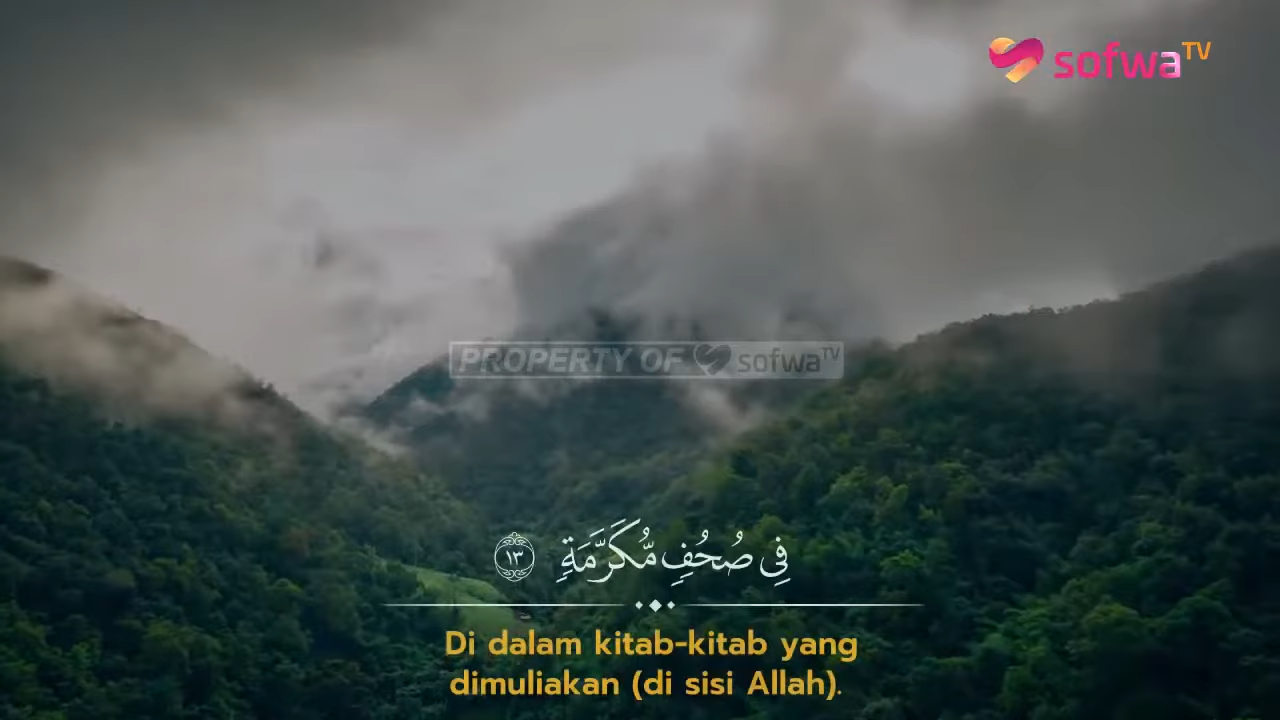 sofwaTV
PROPERTY OF sofwaTV
فِي صُحُفٍ مُّكَرَّمَةٍ ١٣
Di dalam kitab-kitab yang
dimuliakan (di sisi Allah).